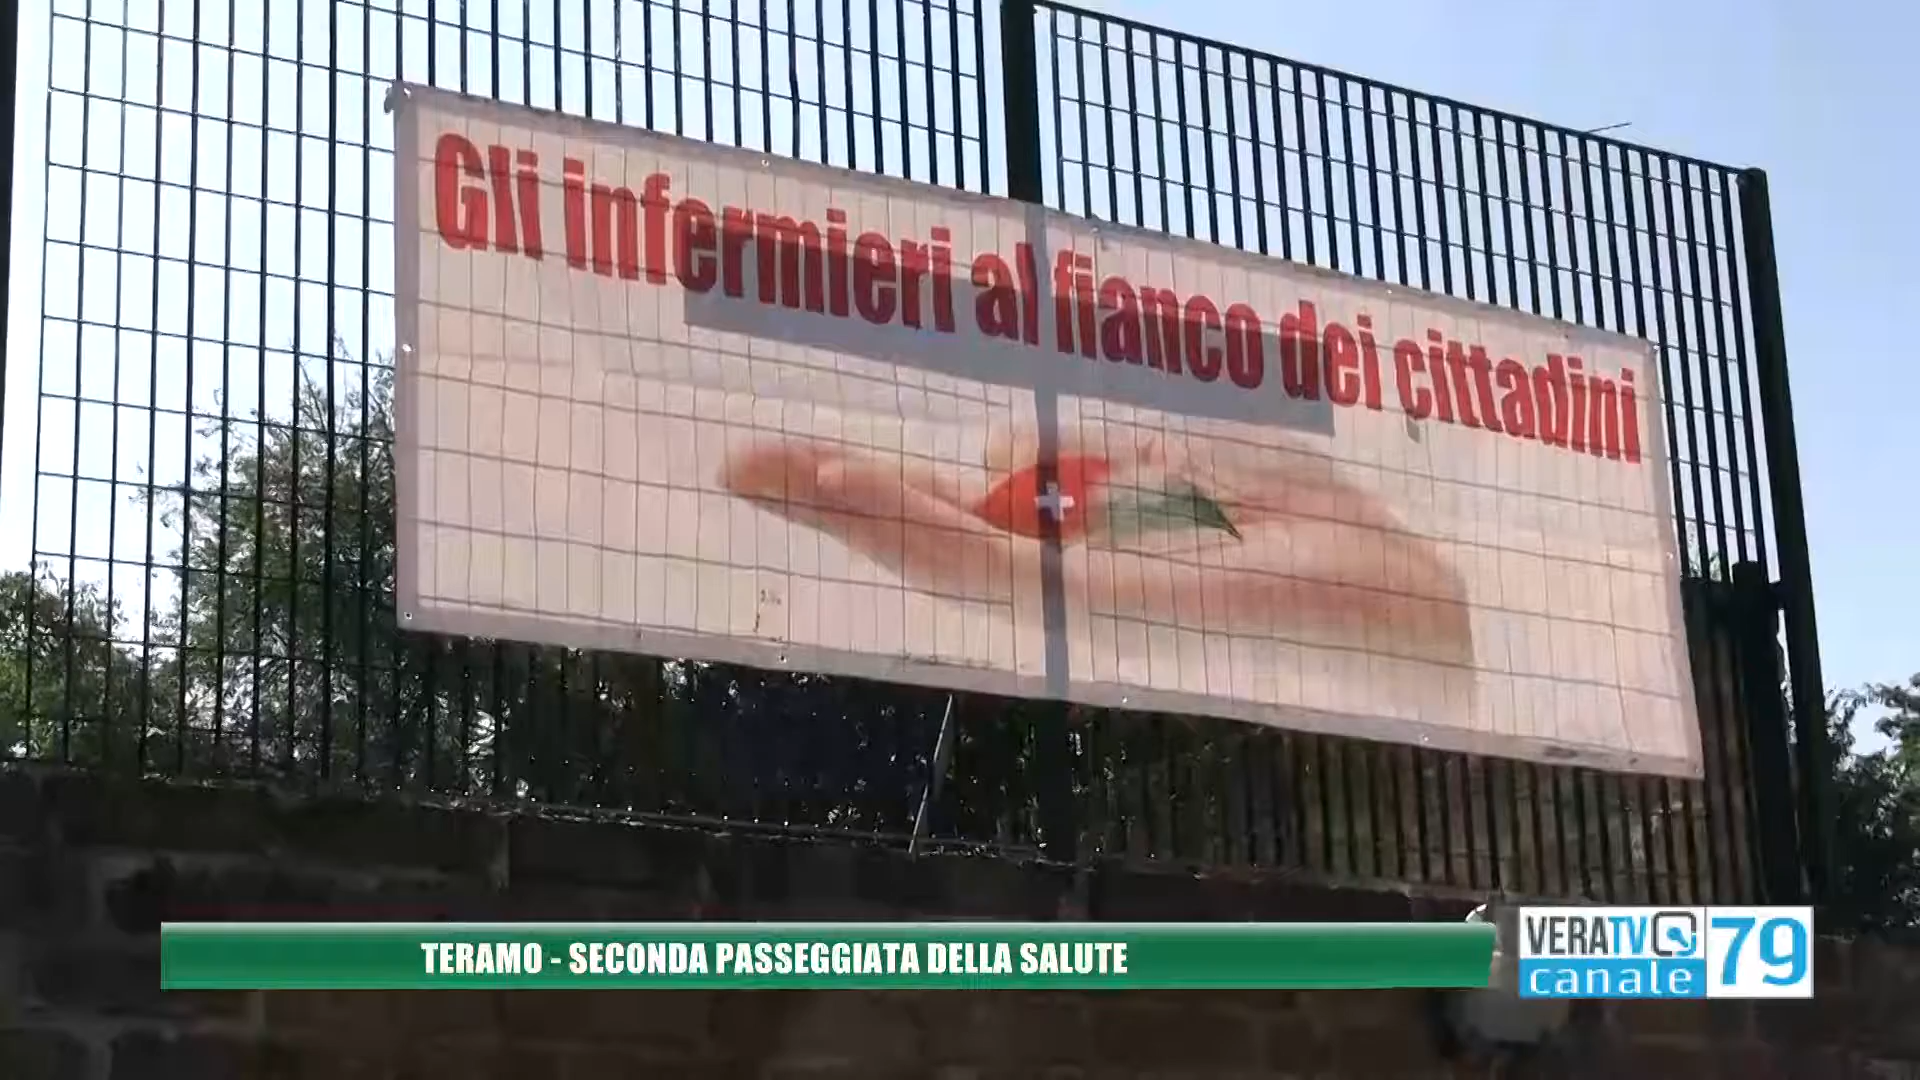 Gli infermieri al fianco dei cittadini
TERAMO - SECONDA PASSEGGIATA DELLA SALUTE
VERATV
canale
79